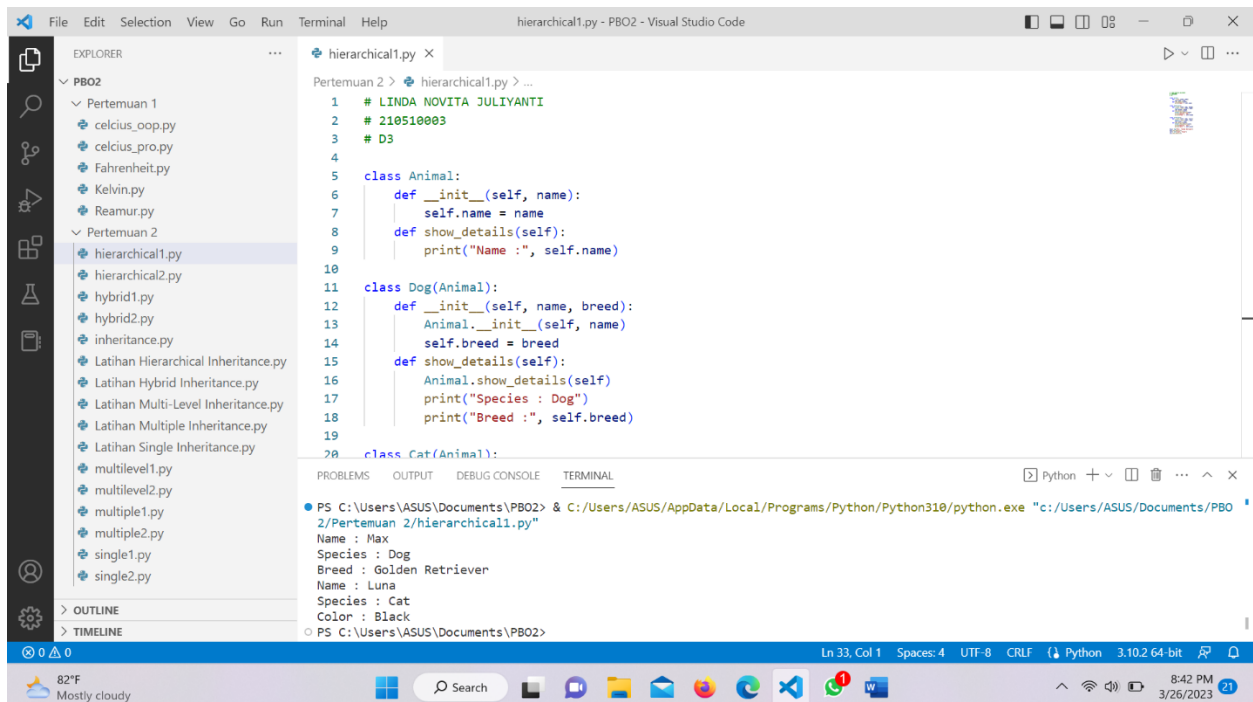 File Edit Selection View Go Run Terminal Help hierarchical1.py - PBO2 - Visual Studio Code
EXPLORER
PBO2
Pertemuan 1
celcius_oop.py
celcius_pro.py
Fahrenheit.py
Kelvin.py
Reamur.py
Pertemuan 2
hierarchical1.py
hierarchical2.py
hybrid1.py
hybrid2.py
inheritance.py
Latihan Hierarchical Inheritance.py
Latihan Hybrid Inheritance.py
Latihan Multi-Level Inheritance.py
Latihan Multiple Inheritance.py
Latihan Single Inheritance.py
multilevel1.py
multilevel2.py
multiple1.py
multiple2.py
single1.py
single2.py
OUTLINE
TIMELINE
hierarchical1.py
Pertemuan 2 > hierarchical1.py > ...
1 # LINDA NOVITA JULIYANTI
2 # 210510003
3 # D3
4
5 class Animal:
6     def __init__(self, name):
7         self.name = name
8     def show_details(self):
9         print("Name :", self.name)
10
11 class Dog(Animal):
12     def __init__(self, name, breed):
13         Animal.__init__(self, name)
14         self.breed = breed
15     def show_details(self):
16         Animal.show_details(self)
17         print("Species : Dog")
18         print("Breed :", self.breed)
19
20 class Cat(Animal):
PROBLEMS OUTPUT DEBUG CONSOLE TERMINAL Python
PS C:\Users\ASUS\Documents\PBO2> & C:/Users/ASUS/AppData/Local/Programs/Python/Python310/python.exe "c:/Users/ASUS/Documents/PBO
2/Pertemuan 2/hierarchical1.py"
Name : Max
Species : Dog
Breed : Golden Retriever
Name : Luna
Species : Cat
Color : Black
PS C:\Users\ASUS\Documents\PBO2>
0 0 Ln 33, Col 1 Spaces: 4 UTF-8 CRLF Python 3.10.2 64-bit
82°F
Mostly cloudy
Search
1
8:42 PM
3/26/2023
21